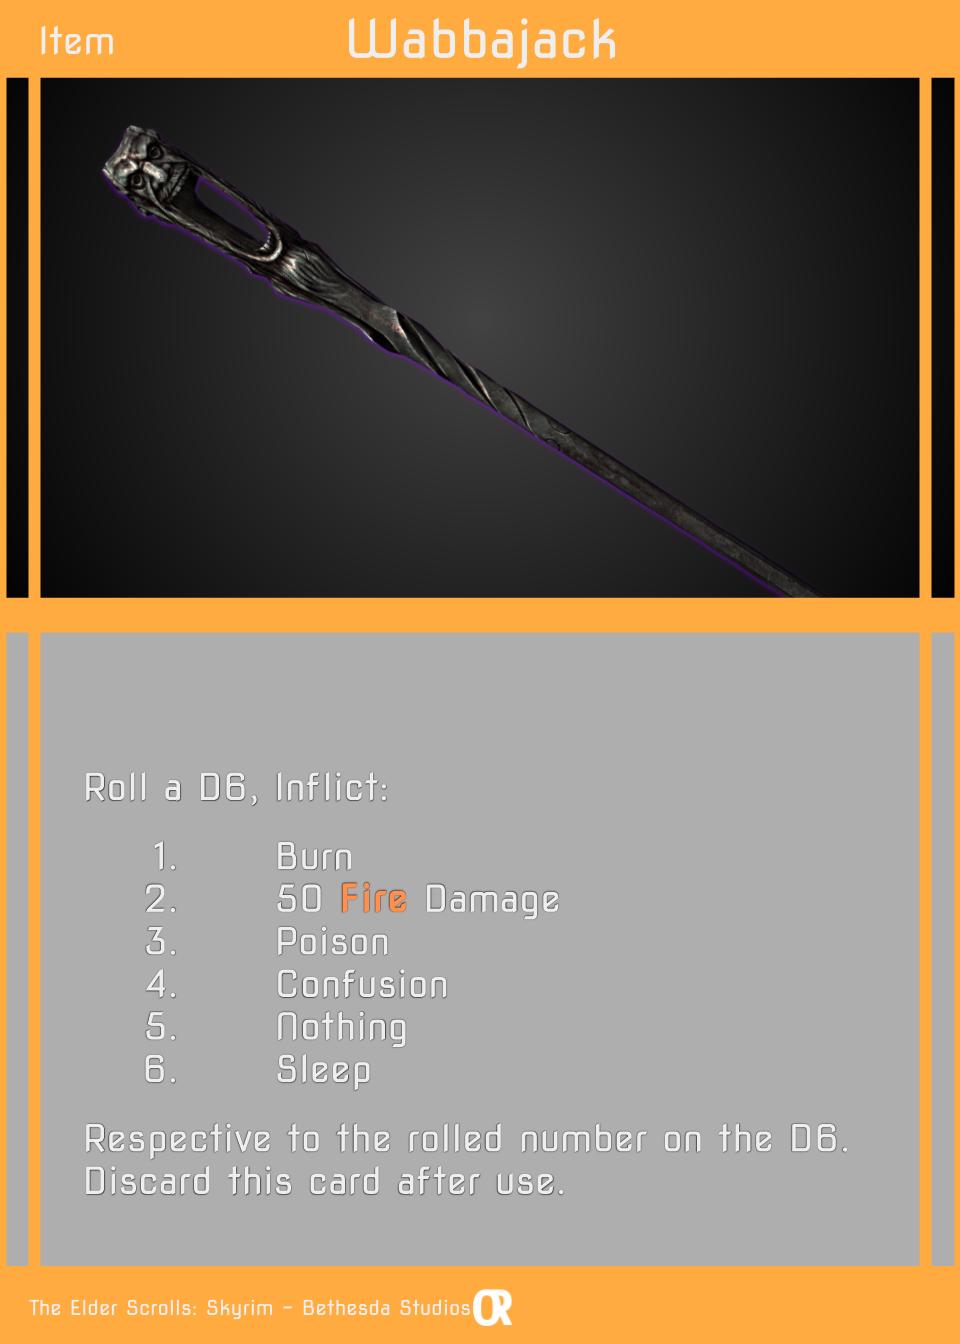 Item
Wabbajack
Roll a D6, Inflict:
1. Burn
2. 50 Fire Damage
3. Poison
4. Confusion
5. Nothing
6. Sleep
Respective to the rolled number on the D6.
Discard this card after use.
The Elder Scrolls: Skyrim - Bethesda Studios OR